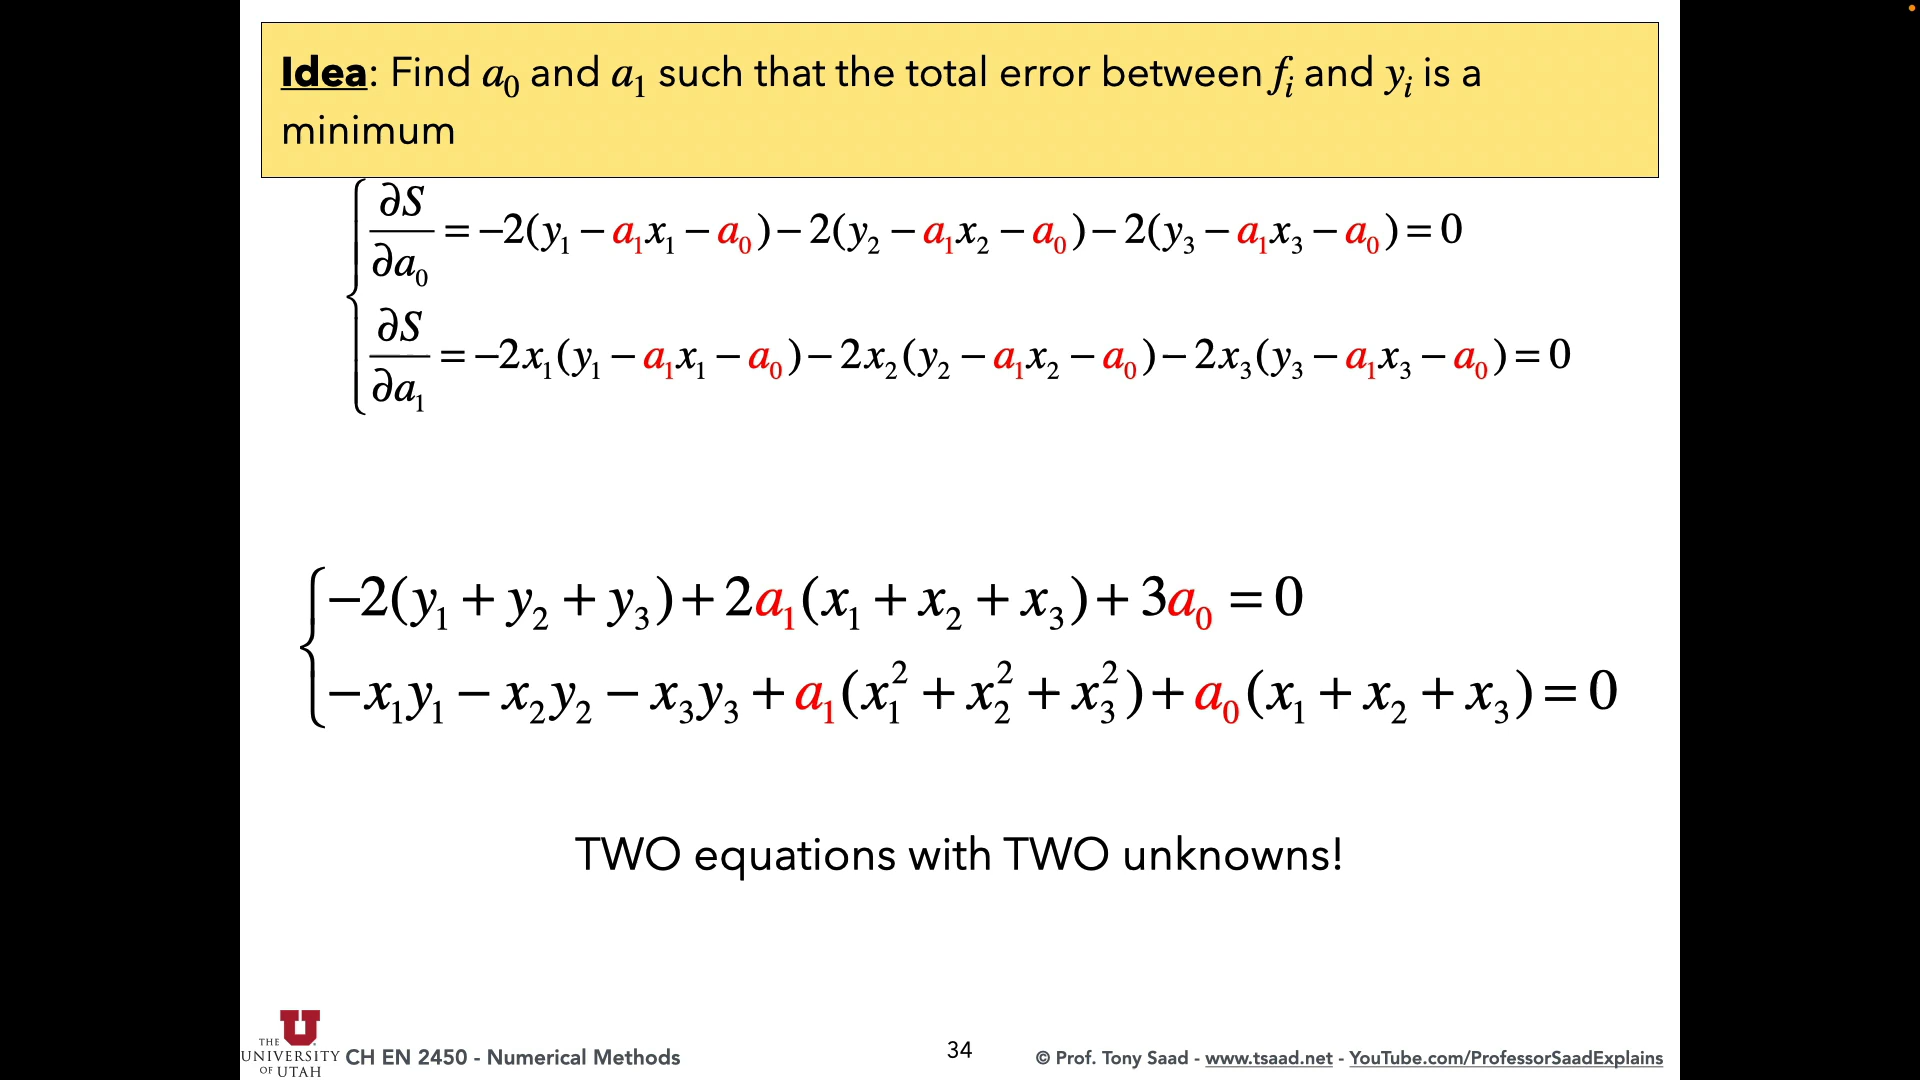 Idea: Find a₀ and a₁ such that the total error between fᵢ and yᵢ is a
minimum
∂S/∂a₀ = −2(y₁ − a₁x₁ − a₀) − 2(y₂ − a₁x₂ − a₀) − 2(y₃ − a₁x₃ − a₀) = 0
∂S/∂a₁ = −2x₁(y₁ − a₁x₁ − a₀) − 2x₂(y₂ − a₁x₂ − a₀) − 2x₃(y₃ − a₁x₃ − a₀) = 0
−2(y₁ + y₂ + y₃) + 2a₁(x₁ + x₂ + x₃) + 3a₀ = 0
−x₁y₁ − x₂y₂ − x₃y₃ + a₁(x₁² + x₂² + x₃²) + a₀(x₁ + x₂ + x₃) = 0
TWO equations with TWO unknowns!
THE
UNIVERSITY
OF UTAH
CH EN 2450 - Numerical Methods
34
© Prof. Tony Saad - www.tsaad.net - YouTube.com/ProfessorSaadExplains